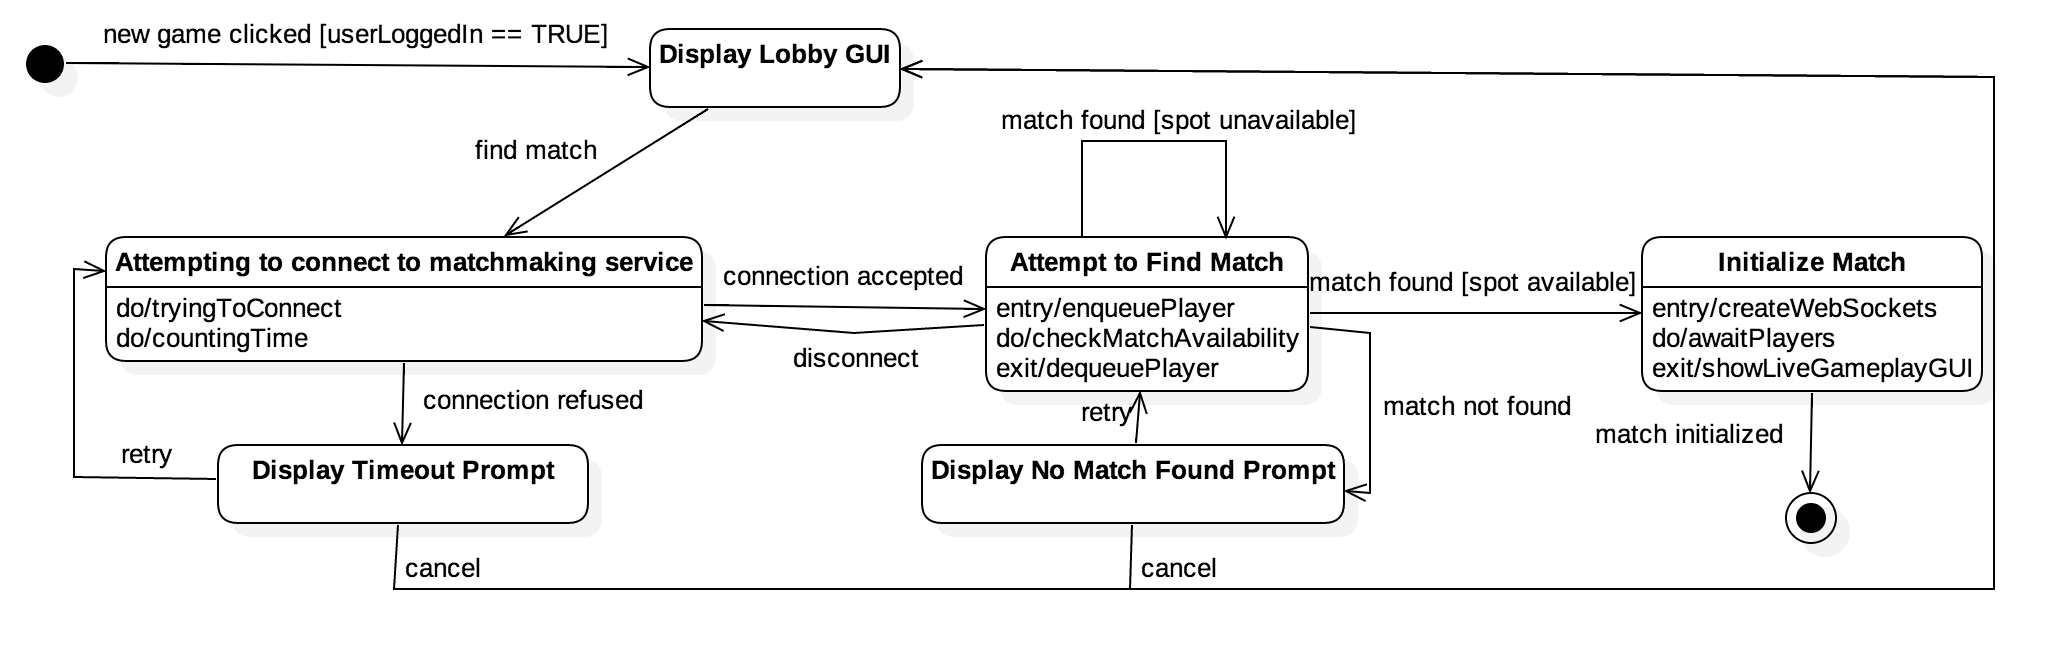 new game clicked [userLoggedIn == TRUE]
Display Lobby GUI
find match
match found [spot unavailable]
Attempting to connect to matchmaking service
do/tryingToConnect
do/countingTime
connection accepted
disconnect
Attempt to Find Match
entry/enqueuePlayer
do/checkMatchAvailability
exit/dequeuePlayer
match found [spot available]
Initialize Match
entry/createWebSockets
do/awaitPlayers
exit/showLiveGameplayGUI
connection refused
retry
match not found
match initialized
retry
Display Timeout Prompt
Display No Match Found Prompt
cancel
cancel